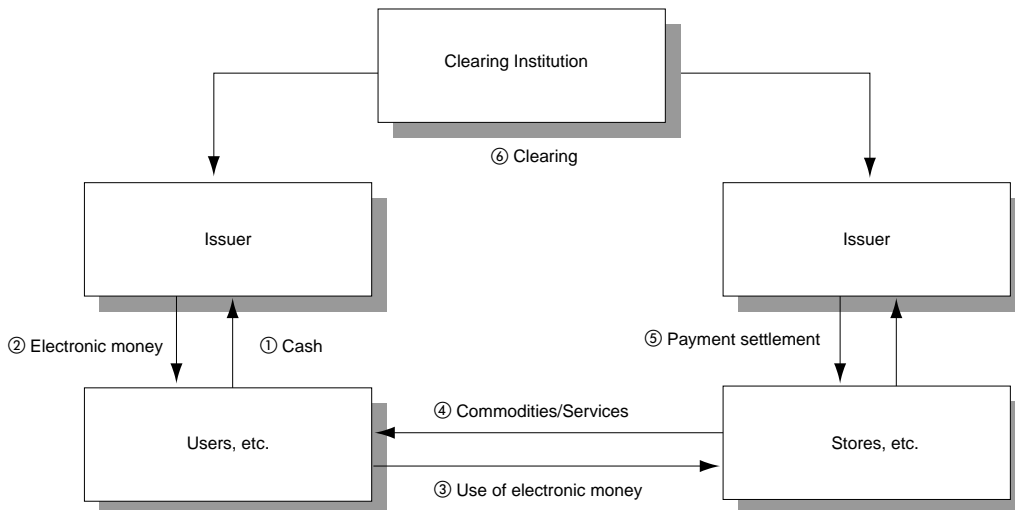 Clearing Institution
⑥ Clearing
Issuer
Issuer
② Electronic money
① Cash
⑤ Payment settlement
④ Commodities/Services
Users, etc.
Stores, etc.
③ Use of electronic money